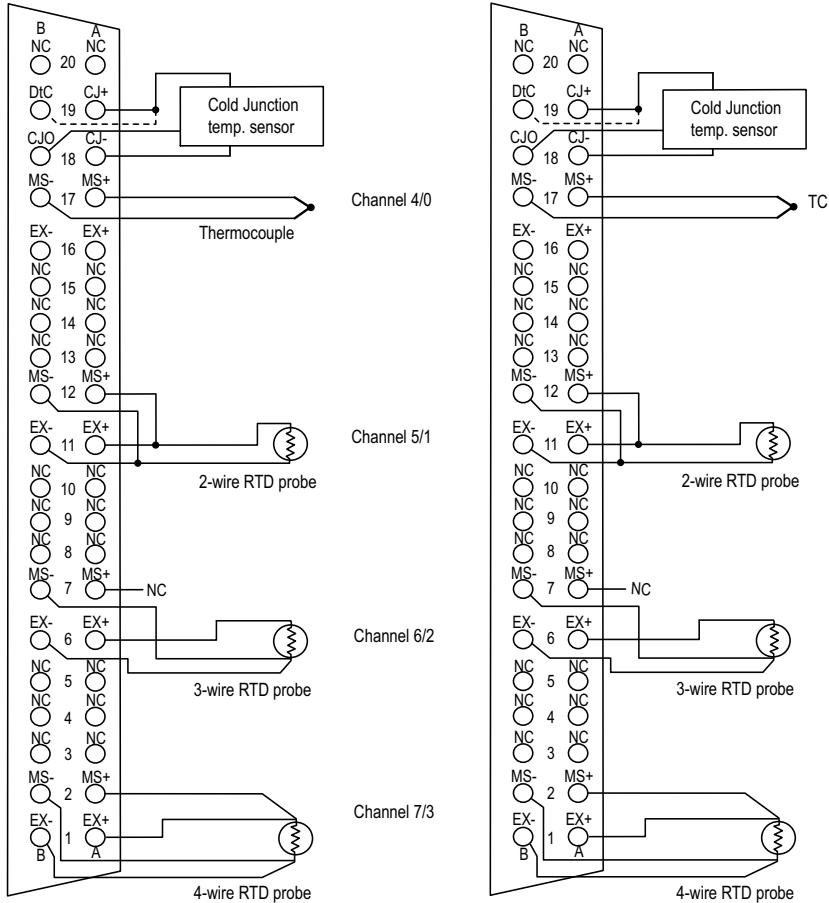 B A
NC NC
20
DtC CJ+
19
Cold Junction
temp. sensor
CJO CJ-
18
MS- MS+
17
Channel 4/0
Thermocouple
EX- EX+
16
NC NC
15
NC NC
14
NC NC
13
MS- MS+
12
EX- EX+
11
Channel 5/1
2-wire RTD probe
NC NC
10
NC NC
9
NC NC
8
MS- MS+
7
NC
EX- EX+
6
Channel 6/2
3-wire RTD probe
NC NC
5
NC NC
4
NC NC
3
MS- MS+
2
Channel 7/3
EX- EX+
1
B A
4-wire RTD probe
B A
NC NC
20
DtC CJ+
19
Cold Junction
temp. sensor
CJO CJ-
18
MS- MS+
17
TC
EX- EX+
16
NC NC
15
NC NC
14
NC NC
13
MS- MS+
12
EX- EX+
11
2-wire RTD probe
NC NC
10
NC NC
9
NC NC
8
MS- MS+
7
NC
EX- EX+
6
3-wire RTD probe
NC NC
5
NC NC
4
NC NC
3
MS- MS+
2
EX- EX+
1
B A
4-wire RTD probe